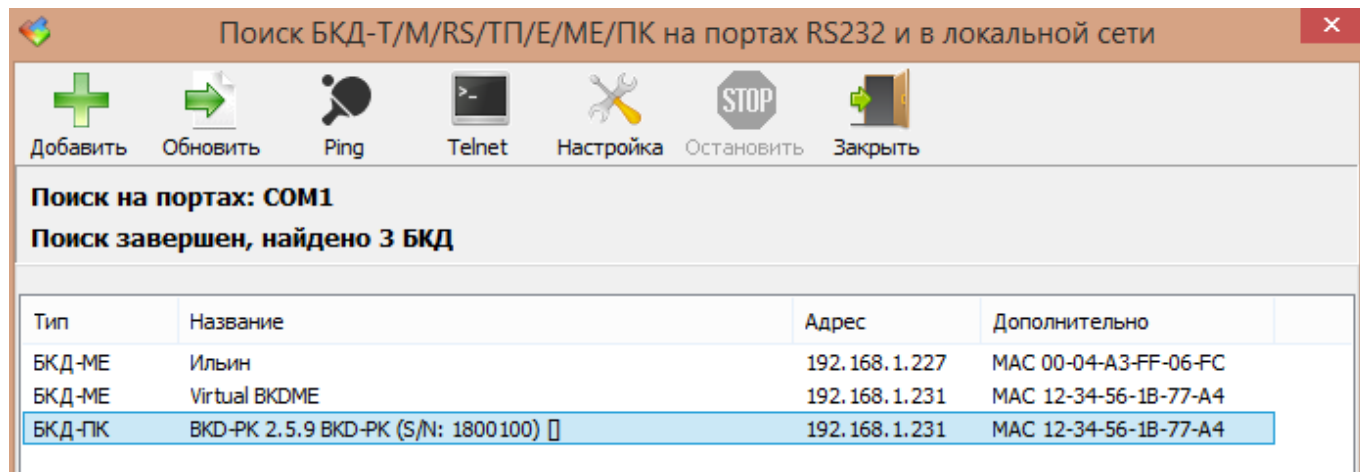 Поиск БКД-Т/М/RS/ТП/Е/МЕ/ПК на портах RS232 и в локальной сети
>_ STOP
Добавить Обновить Ping Telnet Настройка Остановить Закрыть
Поиск на портах: COM1
Поиск завершен, найдено 3 БКД
Тип Название Адрес Дополнительно
БКД-МЕ Ильин 192.168.1.227 MAC 00-04-A3-FF-06-FC
БКД-МЕ Virtual BKDME 192.168.1.231 MAC 12-34-56-1B-77-A4
БКД-ПК BKD-PK 2.5.9 BKD-PK (S/N: 1800100) [] 192.168.1.231 MAC 12-34-56-1B-77-A4